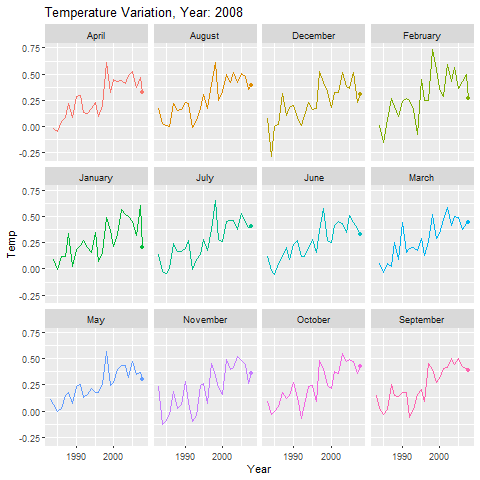 Temperature Variation, Year: 2008
April August December February
0.75
0.50
0.25
0.00
-0.25
January July June March
0.75
0.50
0.25
0.00
-0.25
Temp
May November October September
0.75
0.50
0.25
0.00
-0.25
1990 2000 1990 2000 1990 2000 1990 2000
Year